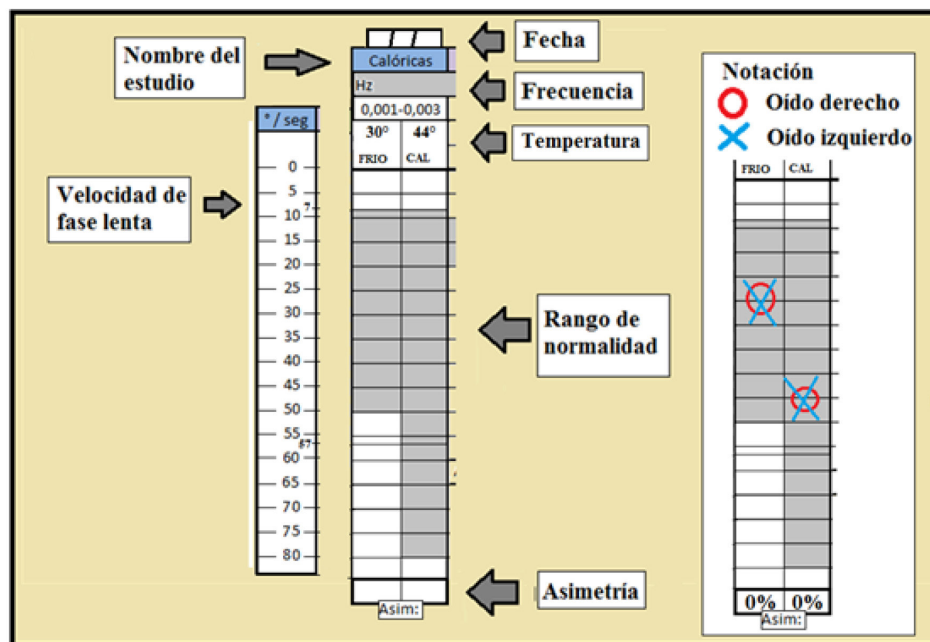 Nombre del
estudio
Fecha
Calóricas
Hz
Frecuencia
0,001-0,003
30° 44°
FRIO CAL
Temperatura
° / seg
Velocidad de
fase lenta
0
5
10
15
20
25
30
35
40
45
50
55
60
65
70
75
80
Rango de
normalidad
Asimetría
Asim:
Notación
Oído derecho
Oído izquierdo
FRIO CAL
0% 0%
Asim: